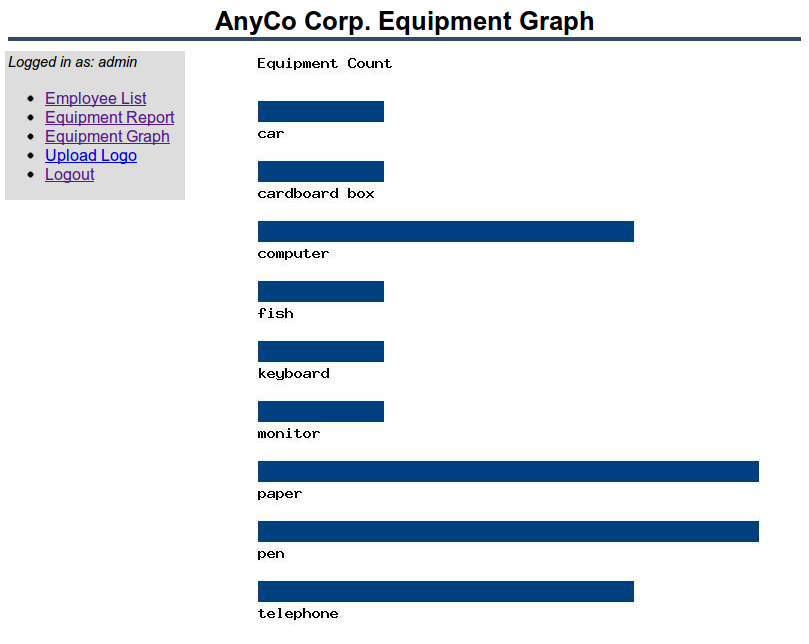 AnyCo Corp. Equipment Graph
Logged in as: admin
Employee List
Equipment Report
Equipment Graph
Upload Logo
Logout
Equipment Count
car
cardboard box
computer
fish
keyboard
monitor
paper
pen
telephone